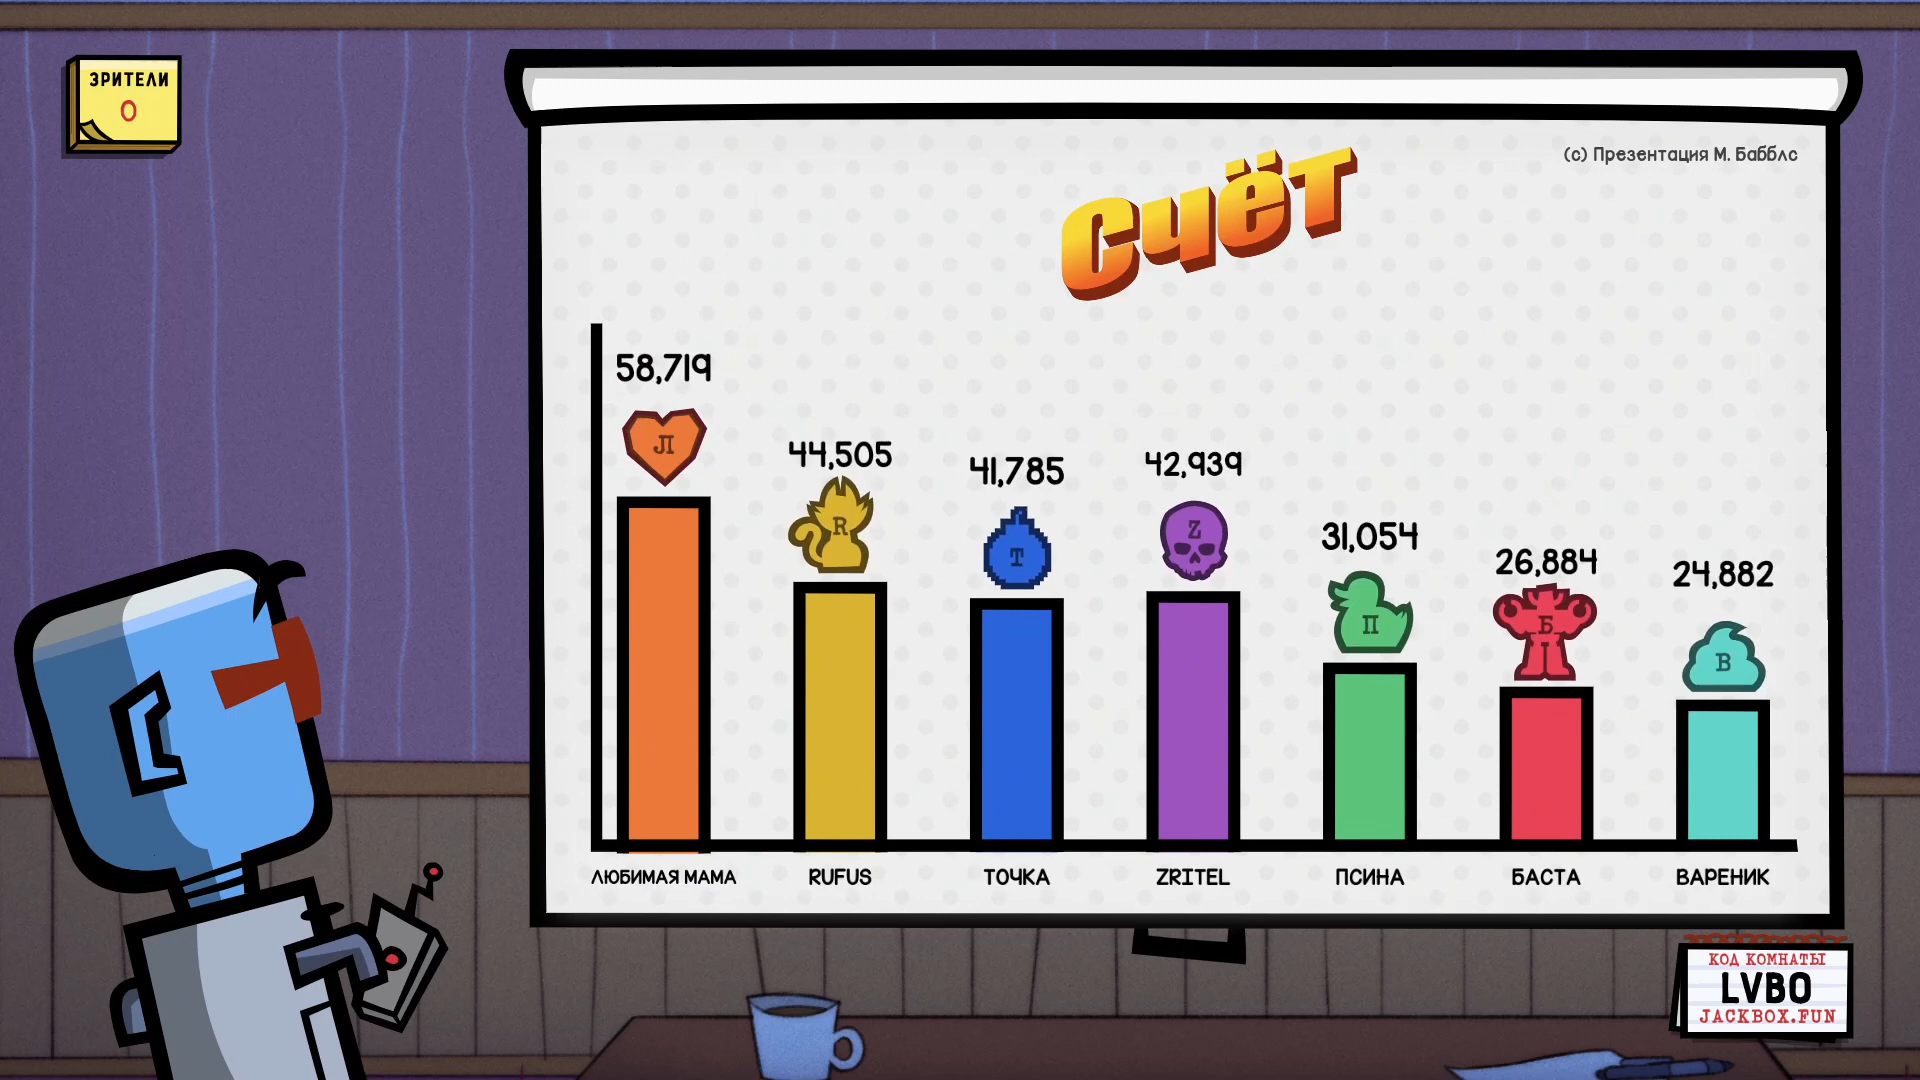 ЗРИТЕЛИ
0
(с) Презентация М. Бабблс
Счёт
58,719
44,505
41,785
42,939
31,054
26,884
24,882
Л
R
Т
Z
П
Б
В
ЛЮБИМАЯ МАМА
RUFUS
ТОЧКА
ZRITEL
ПСИНА
БАСТА
ВАРЕНИК
КОД КОМНАТЫ
LVBO
JACKBOX.FUN